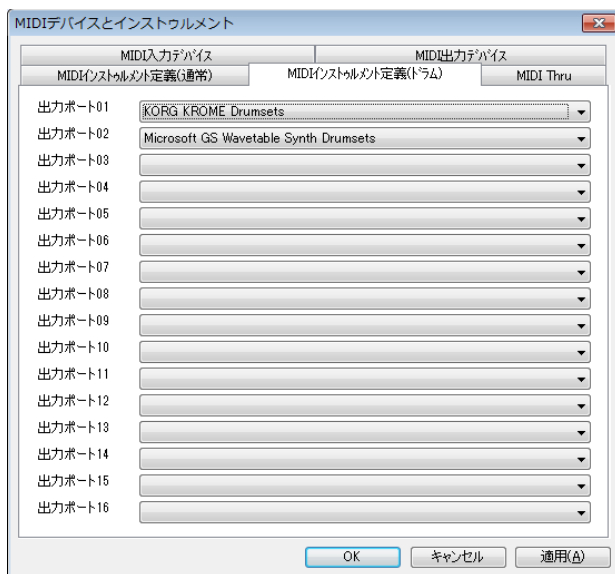 MIDIデバイスとインストゥルメント
MIDI入力ﾃﾞﾊﾞｲｽ MIDI出力ﾃﾞﾊﾞｲｽ
MIDIｲﾝｽﾄｩﾙﾒﾝﾄ定義(通常) MIDIｲﾝｽﾄｩﾙﾒﾝﾄ定義(ﾄﾞﾗﾑ) MIDI Thru
出力ポート01 KORG KROME Drumsets
出力ポート02 Microsoft GS Wavetable Synth Drumsets
出力ポート03
出力ポート04
出力ポート05
出力ポート06
出力ポート07
出力ポート08
出力ポート09
出力ポート10
出力ポート11
出力ポート12
出力ポート13
出力ポート14
出力ポート15
出力ポート16
OK キャンセル 適用(A)